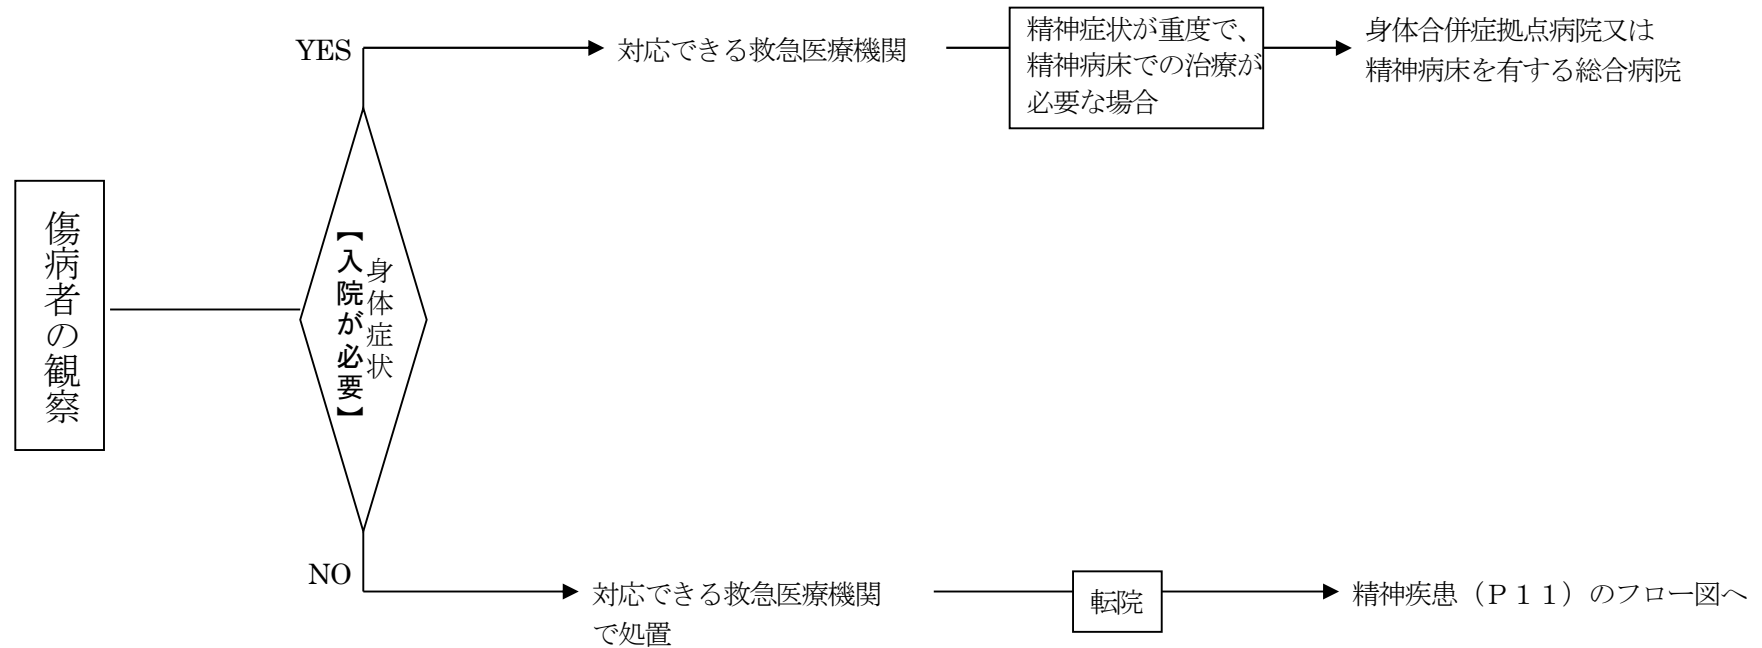 傷病者の観察
身体症状
【入院が必要】
YES
対応できる救急医療機関
精神症状が重度で、
精神病床での治療が
必要な場合
身体合併症拠点病院又は
精神病床を有する総合病院
NO
対応できる救急医療機関
で処置
転院
精神疾患（Ｐ１１）のフロー図へ